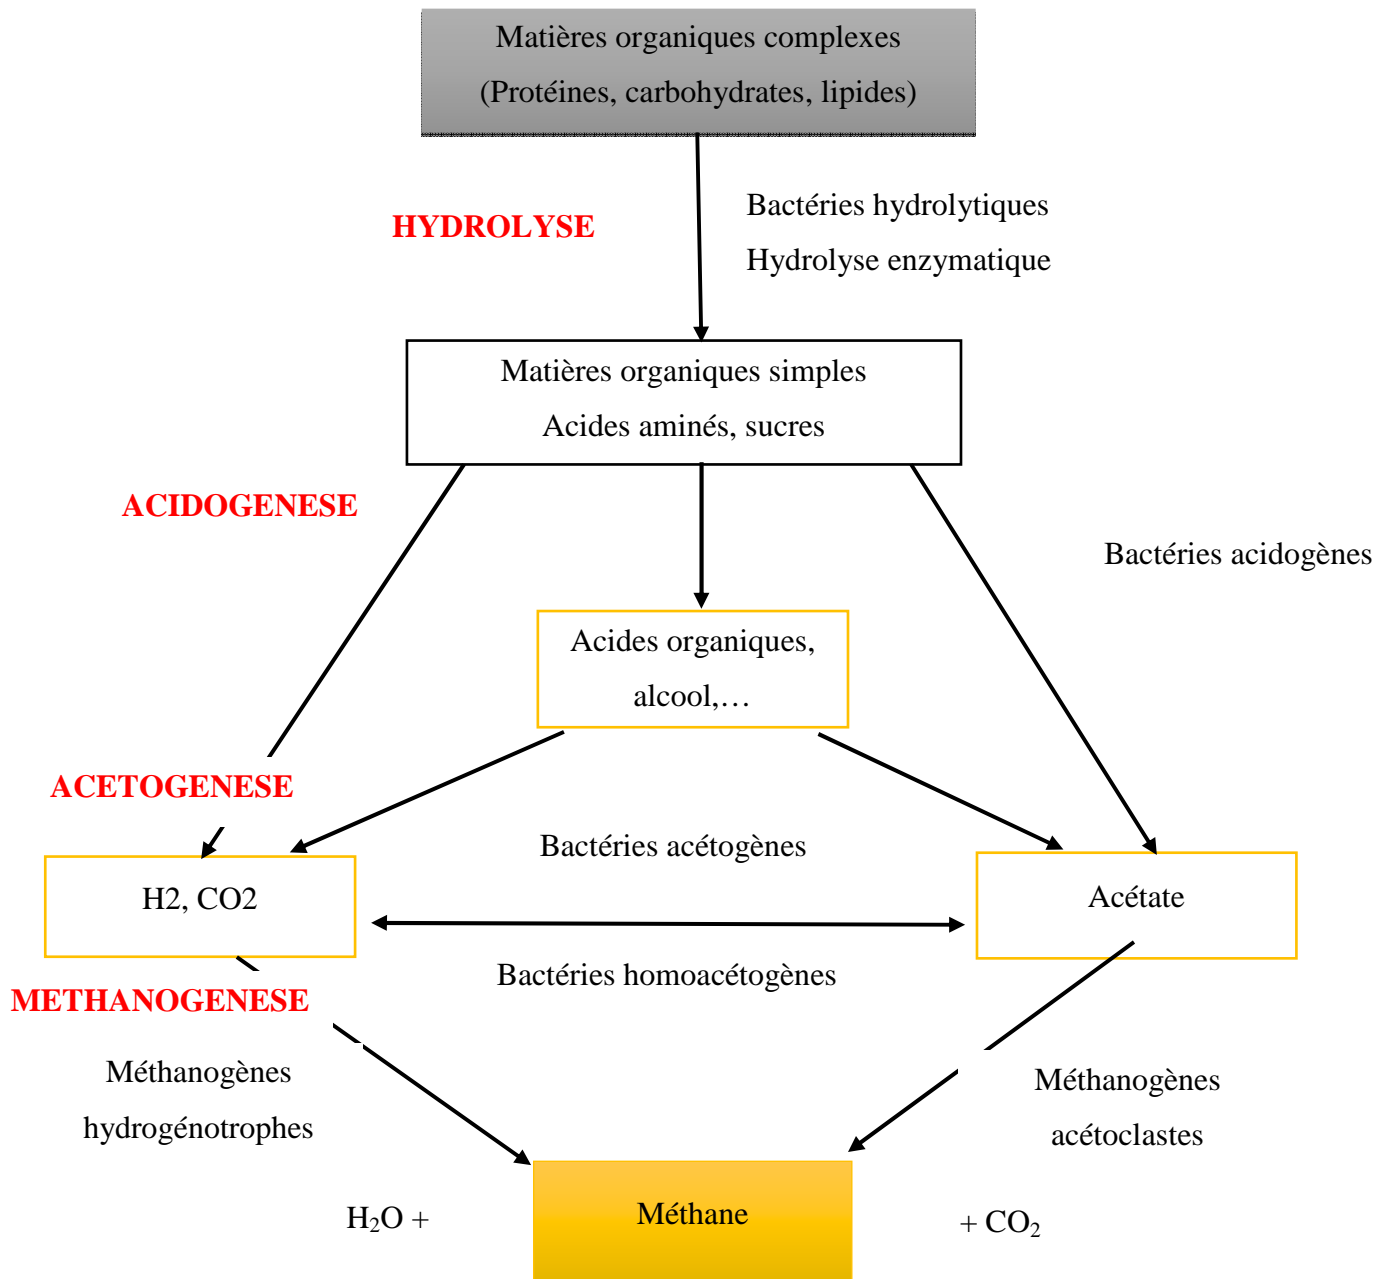 Matières organiques complexes
(Protéines, carbohydrates, lipides)
HYDROLYSE
Bactéries hydrolytiques
Hydrolyse enzymatique
Matières organiques simples
Acides aminés, sucres
ACIDOGENESE
Bactéries acidogènes
Acides organiques,
alcool,…
ACETOGENESE
Bactéries acétogènes
H2, CO2
Acétate
Bactéries homoacétogènes
METHANOGENESE
Méthanogènes
hydrogénotrophes
Méthanogènes
acétoclastes
H₂O +
Méthane
+ CO₂